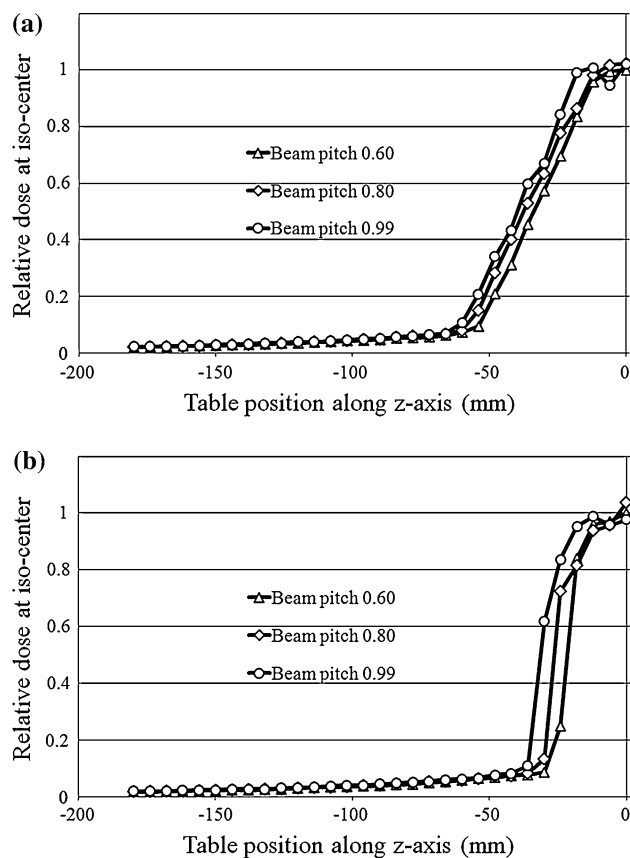 (a)
Relative dose at iso-center
1
0.8
0.6
0.4
0.2
0
Beam pitch 0.60
Beam pitch 0.80
Beam pitch 0.99
-200
-150
-100
-50
0
Table position along z-axis (mm)
(b)
Relative dose at iso-center
1
0.8
0.6
0.4
0.2
0
Beam pitch 0.60
Beam pitch 0.80
Beam pitch 0.99
-200
-150
-100
-50
0
Table position along z-axis (mm)